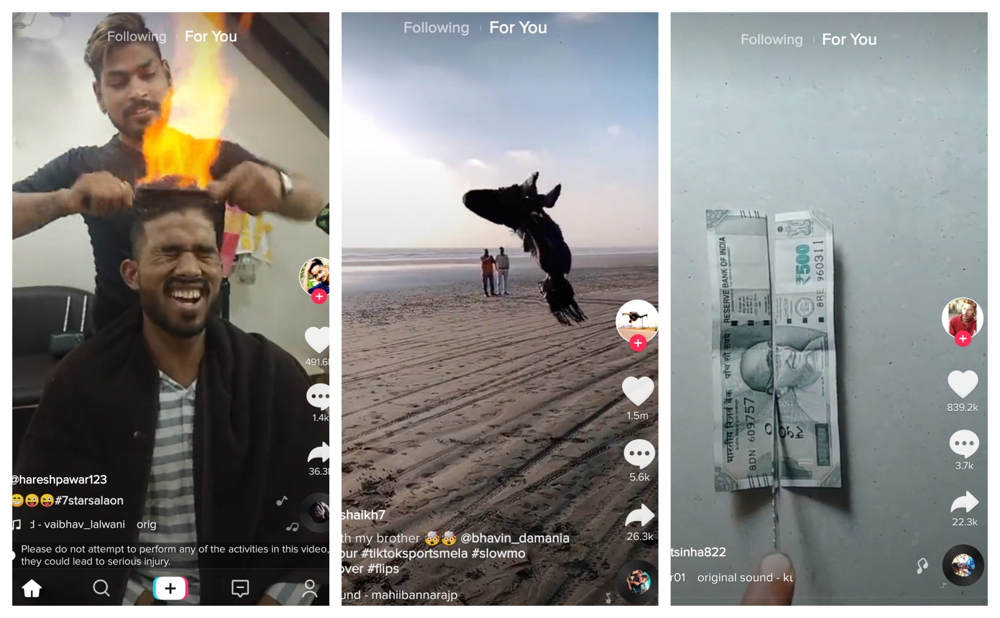 Following For You
491.6
1.4k
36.3
@hareshpawar123
😁😜😜#7starsalaon
d - vaibhav_lalwani orig
Please do not attempt to perform any of the activities in this video,
they could lead to serious injury.
Following For You
1.5m
5.6k
26.3k
shaikh7
th my brother 🤯🤯 @bhavin_damania
our #tiktoksportsmela #slowmo
over #flips
und - mahiibannarajp
Following For You
RESERVE BANK OF INDIA
भारतीय रिज़र्व बैंक पाँच सौ रुपये
8DN 609757
₹500
8RE 960311
839.2k
3.7k
22.3k
tsinha822
r01 original sound - ku